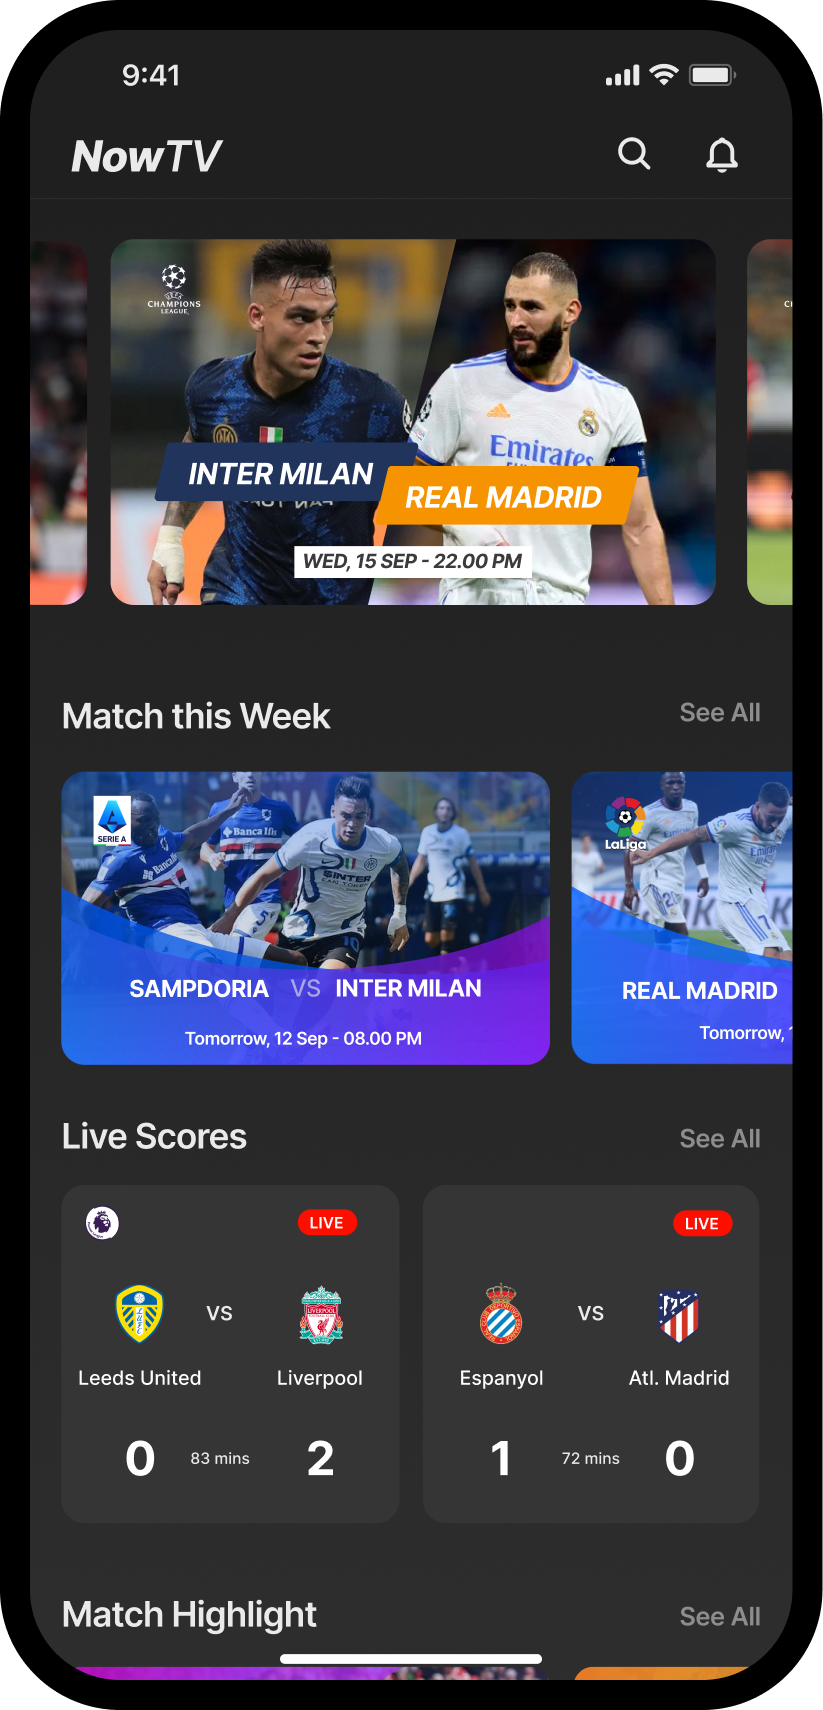 9:41
NowTV
UEFA
CHAMPIONS
LEAGUE
Emirates
INTER MILAN
REAL MADRID
WED, 15 SEP - 22.00 PM
Match this Week
See All
SERIE A
SAMPDORIA VS INTER MILAN
Tomorrow, 12 Sep - 08.00 PM
LaLiga
REAL MADRID
Tomorrow,
Live Scores
See All
LIVE
VS
Leeds United
Liverpool
0
83 mins
2
LIVE
VS
Espanyol
Atl. Madrid
1
72 mins
0
Match Highlight
See All